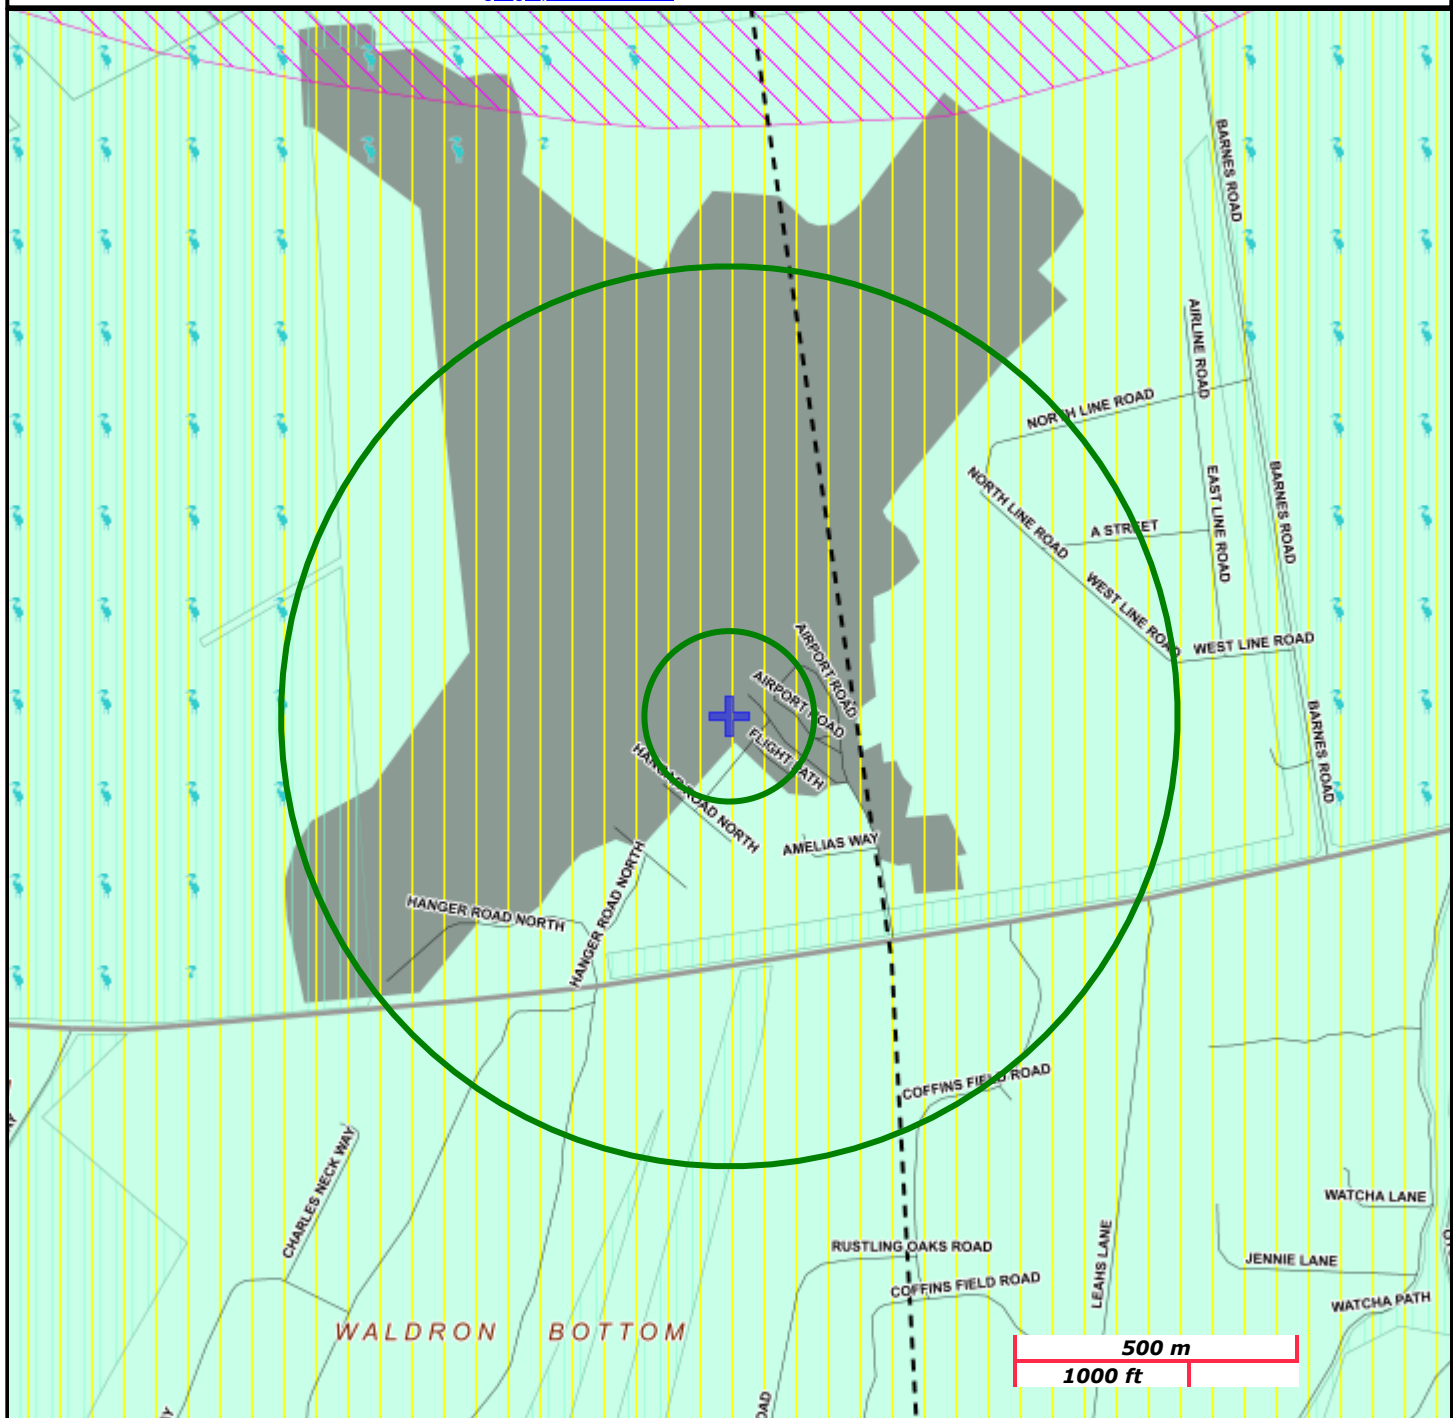 BARNES ROAD
AIRLINE ROAD
NORTH LINE ROAD
NORTH LINE ROAD
EAST LINE ROAD
BARNES ROAD
A STREET
WEST LINE ROAD
WEST LINE ROAD
AIRPORT ROAD
AIRPORT ROAD
FLIGHT PATH
HANGAR ROAD NORTH
BARNES ROAD
AMELIAS WAY
HANGER ROAD NORTH
HANGER ROAD NORTH
COFFINS FIELD ROAD
CHARLES NECK WAY
WATCHA LANE
RUSTLING OAKS ROAD
LEAHS LANE
JENNIE LANE
COFFINS FIELD ROAD
WATCHA PATH
WALDRON BOTTOM
500 m
1000 ft